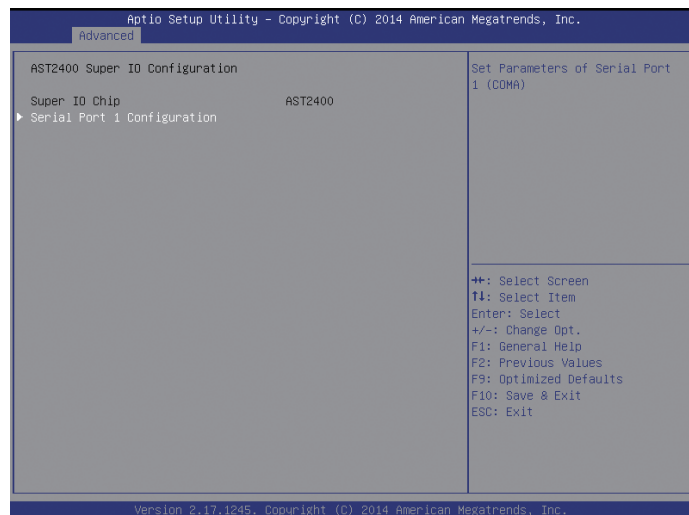 Aptio Setup Utility – Copyright (C) 2014 American Megatrends, Inc.
Advanced
AST2400 Super IO Configuration
Super IO Chip AST2400
Serial Port 1 Configuration
Set Parameters of Serial Port
1 (COMA)
→←: Select Screen
↑↓: Select Item
Enter: Select
+/-: Change Opt.
F1: General Help
F2: Previous Values
F9: Optimized Defaults
F10: Save & Exit
ESC: Exit
Version 2.17.1245. Copyright (C) 2014 American Megatrends, Inc.